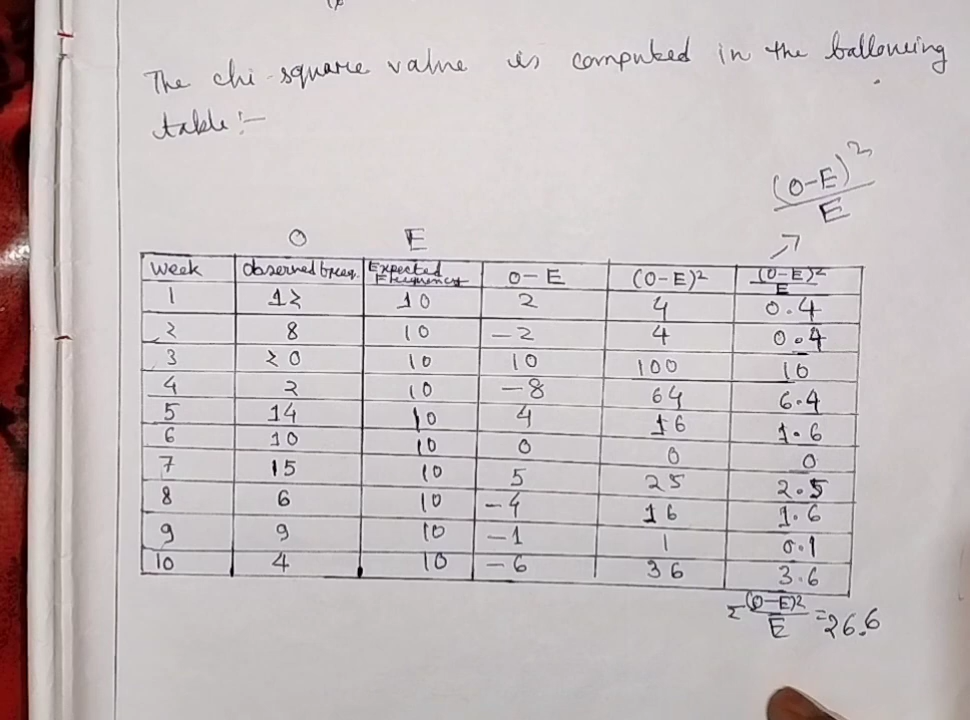 The chi-square value is computed in the ballowing
table:-
(O-E)²
E
O E
Week Observed freq. Expected Frequency O-E (O-E)² (O-E)²/E
1 12 10 2 4 0.4
2 8 10 -2 4 0.4
3 20 10 10 100 10
4 2 10 -8 64 6.4
5 14 10 4 16 1.6
6 10 10 0 0 0
7 15 10 5 25 2.5
8 6 10 -4 16 1.6
9 9 10 -1 1 0.1
10 4 10 -6 36 3.6
Σ(O-E)²/E = 26.6